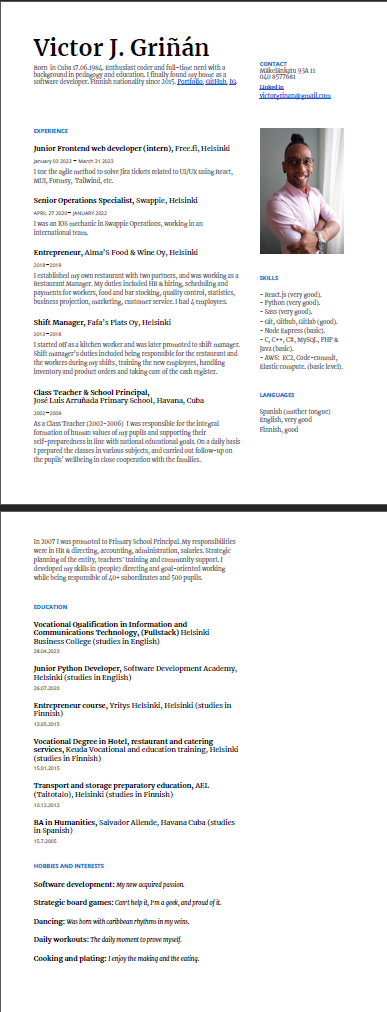 Victor J. Griñán
Born in Cuba 17.06.1984. Enthusiast coder and full-time nerd with a
background in pedagogy and education. I finally found my home as a
software developer. Finnish nationality since 2015. Portfolio, GitHub, IG.
CONTACT
Mäkelänkatu 93A 11
040 8577681
Linked in
victorgrinan@gmail.com
EXPERIENCE
Junior Frontend web developer (intern), Free.fi, Helsinki
January 03 2023 – March 31 2023
I use the agile method to solve Jira tickets related to UI/UX using React,
MUI, Formsy, Tailwind, etc.
Senior Operations Specialist, Swappie, Helsinki
APRIL 27 2020– JANUARY 2022
I was an IOS mechanic in Swappie Operations, working in an
international team.
Entrepreneur, Alma'S Food & Wine Oy, Helsinki
2018–2019
I established my own restaurant with two partners, and was working as a
Restaurant Manager. My duties included HR & hiring, scheduling and
payments for workers, food and bar stocking, quality control, statistics,
business projection, marketing, customer service. I had 4 employees.
Shift Manager, Fafa's Plats Oy, Helsinki
2013–2018
I started off as a kitchen worker and was later promoted to shift manager.
Shift manager's duties included being responsible for the restaurant and
the workers during my shifts, training the new employees, handling
inventory and product orders and taking care of the cash register.
Class Teacher & School Principal,
José Luis Arruñada Primary School, Havana, Cuba
2002–2009
As a Class Teacher (2002-2006) I was responsible for the integral
formation of human values of my pupils and supporting their
self-preparedness in line with national educational goals. On a daily basis
I prepared the classes in various subjects, and carried out follow-up on
the pupils' wellbeing in close cooperation with the families.
SKILLS
- React.js (very good).
- Python (very good).
- Sass (very good).
- Git, Github, Gitlab (good).
- Node Express (basic).
- C, C++, C#, MySQL, PHP &
Java (basic).
- AWS: EC2, Code-commit,
Elastic compute. (basic level).
LANGUAGES
Spanish (mother tongue)
English, very good
Finnish, good
In 2007 I was promoted to Primary School Principal. My responsibilities
were in HR & directing, accounting, administration, salaries. Strategic
planning of the entity, teachers' training and community support. I
developed my skills in (people) directing and goal-oriented working
while being responsible of 40+ subordinates and 500 pupils.
EDUCATION
Vocational Qualification in Information and
Communications Technology, (Fullstack) Helsinki
Business College (studies in English)
28.04.2023
Junior Python Developer, Software Development Academy,
Helsinki (studies in English)
26.07.2020
Entrepreneur course, Yritys Helsinki, Helsinki (studies in
Finnish)
13.05.2015
Vocational Degree in Hotel, restaurant and catering
services, Keuda Vocational and education training, Helsinki
(studies in Finnish)
15.01.2015
Transport and storage preparatory education, AEL
(Taitotalo), Helsinki (studies in Finnish)
10.12.2012
BA in Humanities, Salvador Allende, Havana Cuba (studies
in Spanish)
15.7.2005
HOBBIES AND INTERESTS
Software development: My new acquired passion.
Strategic board games: Can't help it, I'm a geek, and proud of it.
Dancing: Was born with caribbean rhythms in my veins.
Daily workouts: The daily moment to prove myself.
Cooking and plating: I enjoy the making and the eating.